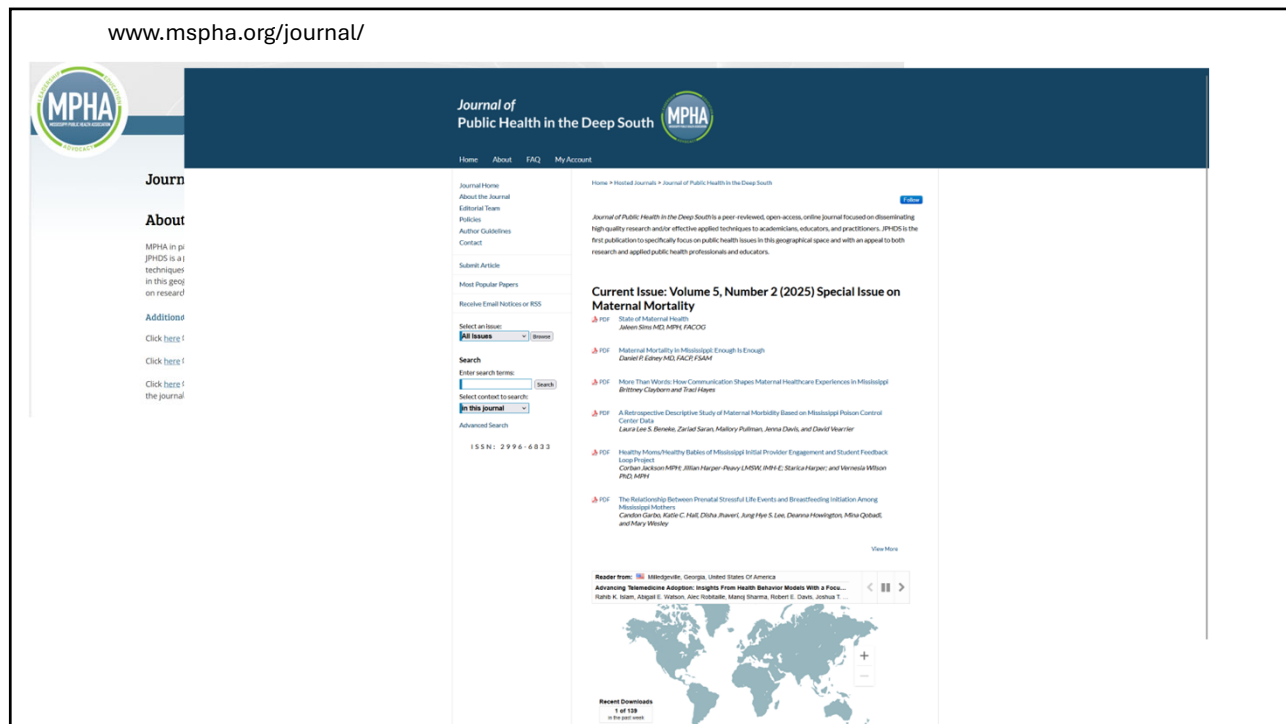 www.mspha.org/journal/
LEADERSHIP
EDUCATION
MPHA
MISSISSIPPI PUBLIC HEALTH ASSOCIATION
ADVOCACY
Journ
About
MPHA in
JPHDS is a
techniques
in this geog
on research
Additiona
Click here
Click here
Click here
the journal
Journal of
Public Health in the Deep South
MPHA
MISSISSIPPI PUBLIC HEALTH ASSOCIATION
Home About FAQ My Account
Journal Home
About the Journal
Editorial Team
Policies
Author Guidelines
Contact
Submit Article
Most Popular Papers
Receive Email Notices or RSS
Select an issue:
All Issues Browse
Search
Enter search terms:
Search
Select context to search:
in this journal
Advanced Search
ISSN: 2996-6833
Home > Hosted Journals > Journal of Public Health in the Deep South
Follow
Journal of Public Health in the Deep South is a peer-reviewed, open-access, online journal focused on disseminating
high quality research and/or effective applied techniques to academicians, educators, and practitioners. JPHDS is the
first publication to specifically focus on public health issues in this geographical space and with an appeal to both
research and applied public health professionals and educators.
Current Issue: Volume 5, Number 2 (2025) Special Issue on
Maternal Mortality
PDF State of Maternal Health
Jaleen Sims MD, MPH, FACOG
PDF Maternal Mortality in Mississippi: Enough Is Enough
Daniel P. Edney MD, FACP, FSAM
PDF More Than Words: How Communication Shapes Maternal Healthcare Experiences in Mississippi
Brittney Clayborn and Traci Hayes
PDF A Retrospective Descriptive Study of Maternal Morbidity Based on Mississippi Poison Control
Center Data
Laura Lee S. Beneke, Zariad Saran, Mallory Pullman, Jenna Davis, and David Vearrier
PDF Healthy Moms/Healthy Babies of Mississippi Initial Provider Engagement and Student Feedback
Loop Project
Corban Jackson MPH; Jillian Harper-Peavy LMSW, IMH-E; Starica Harper; and Vernesia Wilson
PhD, MPH
PDF The Relationship Between Prenatal Stressful Life Events and Breastfeeding Initiation Among
Mississippi Mothers
Candon Garbo, Katie C. Hall, Disha Jhaveri, Jung Hye S. Lee, Deanna Howington, Mina Qobadi,
and Mary Wesley
View More
Reader from: Milledgeville, Georgia, United States Of America
Advancing Telemedicine Adoption: Insights From Health Behavior Models With a Focu...
Rahib K. Islam, Abigail E. Watson, Alec Robitaille, Manoj Sharma, Robert E. Davis, Joshua T. ...
Recent Downloads
1 of 139
in the past week